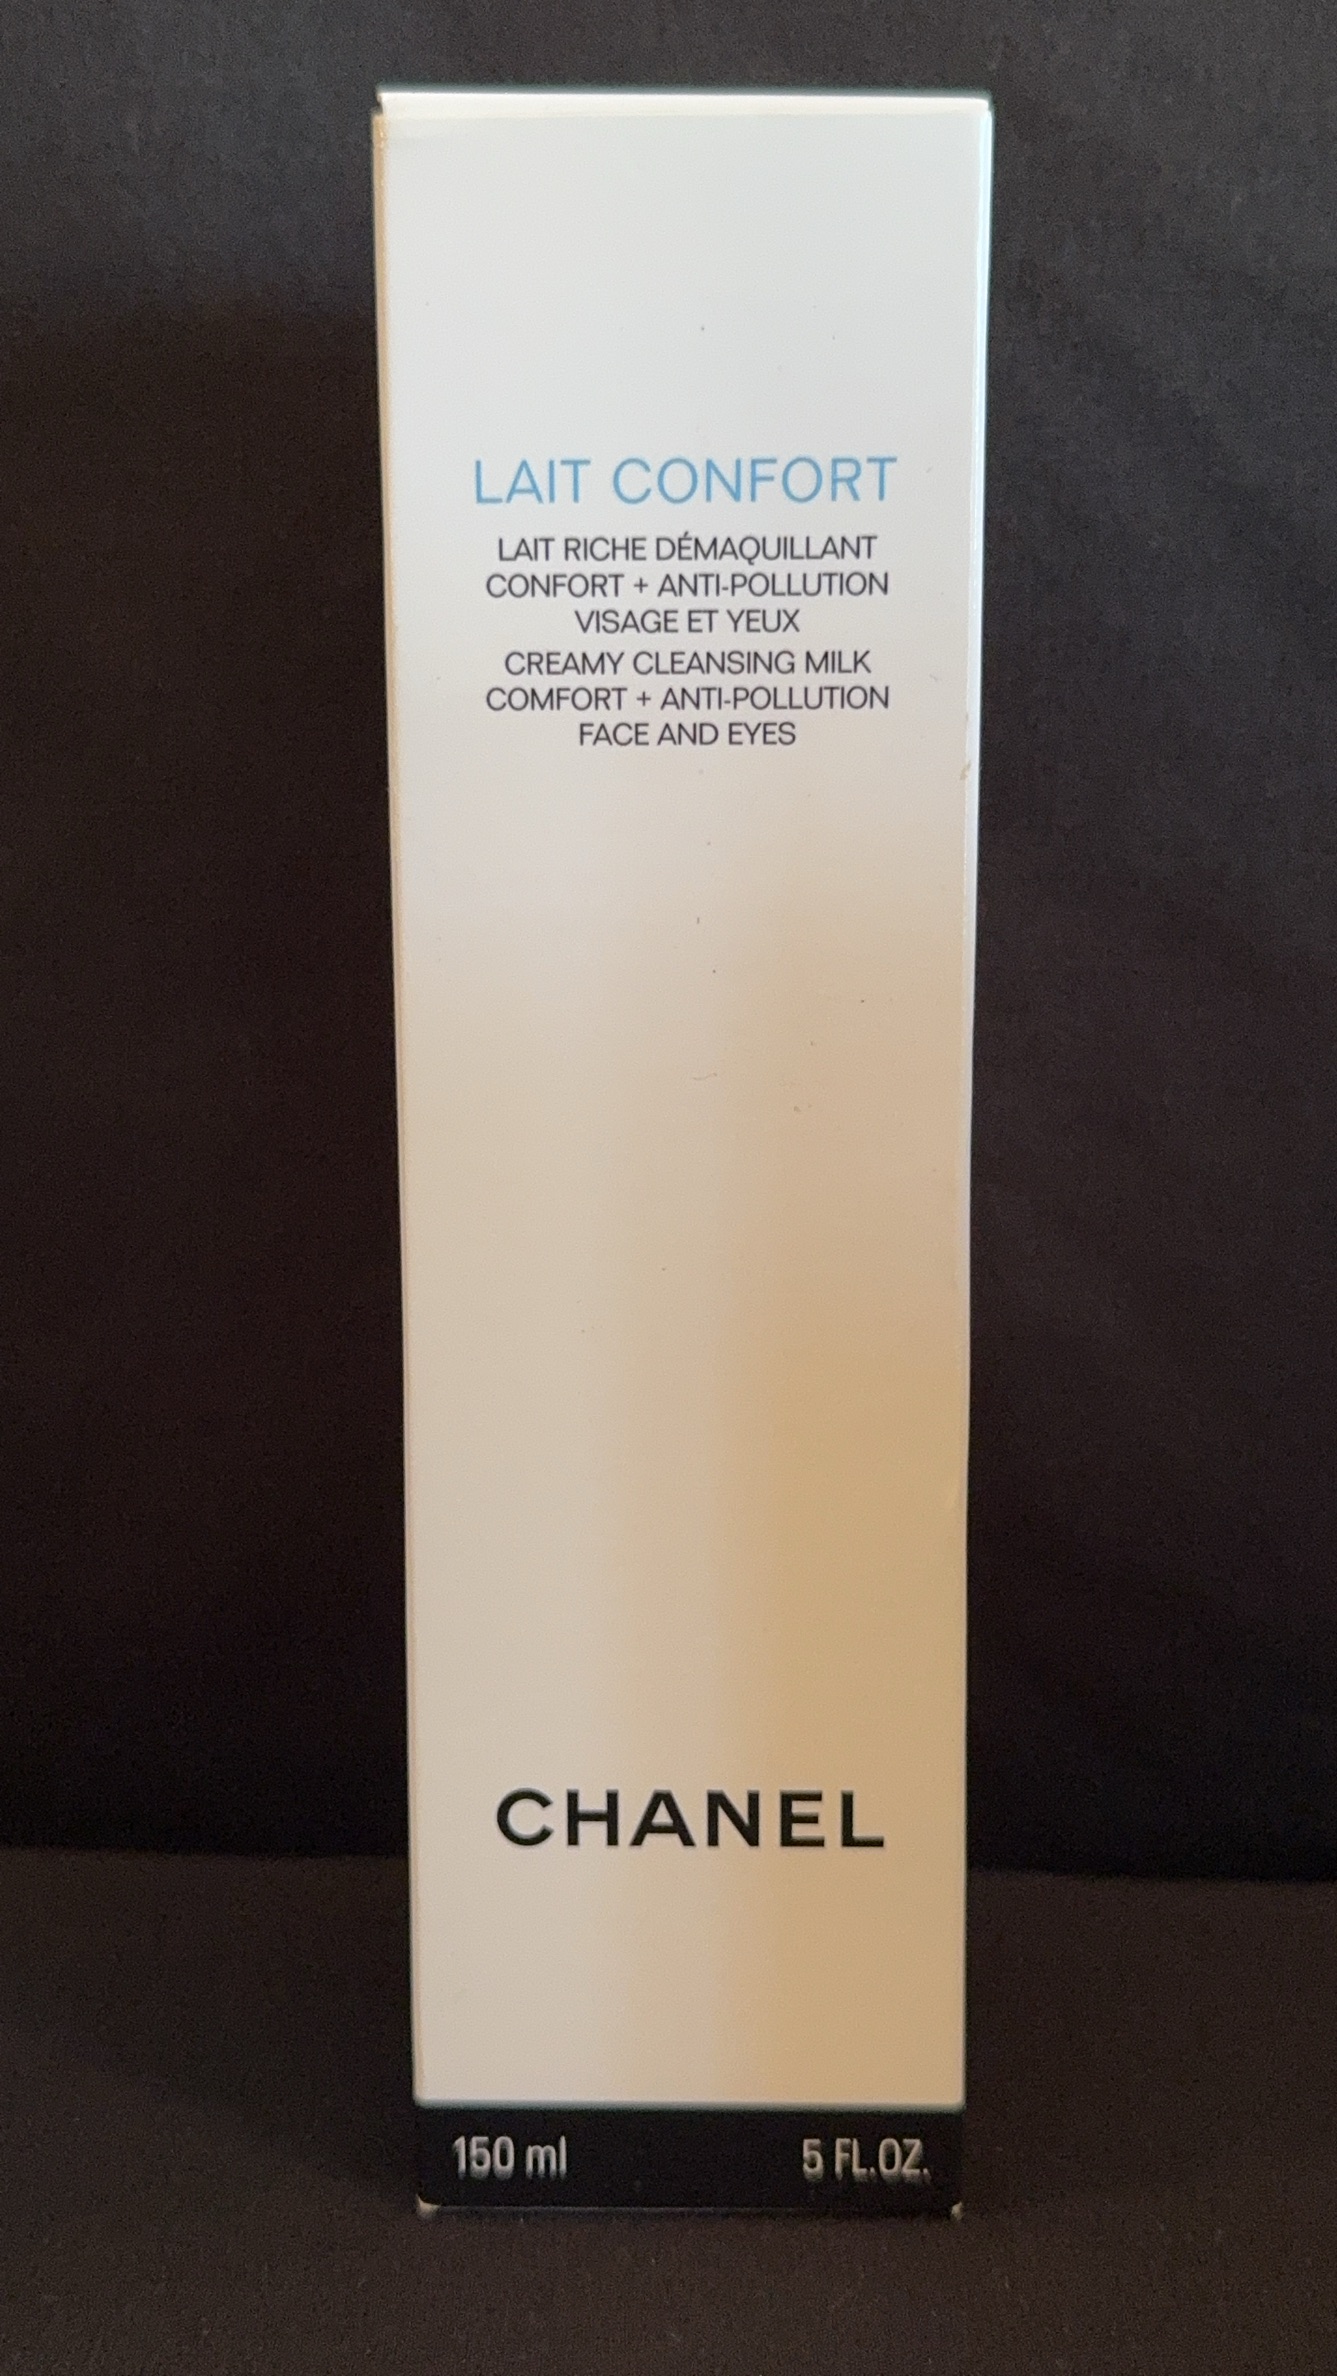 LAIT CONFORT
LAIT RICHE DÉMAQUILLANT
CONFORT + ANTI-POLLUTION
VISAGE ET YEUX
CREAMY CLEANSING MILK
COMFORT + ANTI-POLLUTION
FACE AND EYES
CHANEL
150 ml 5 FL.OZ.